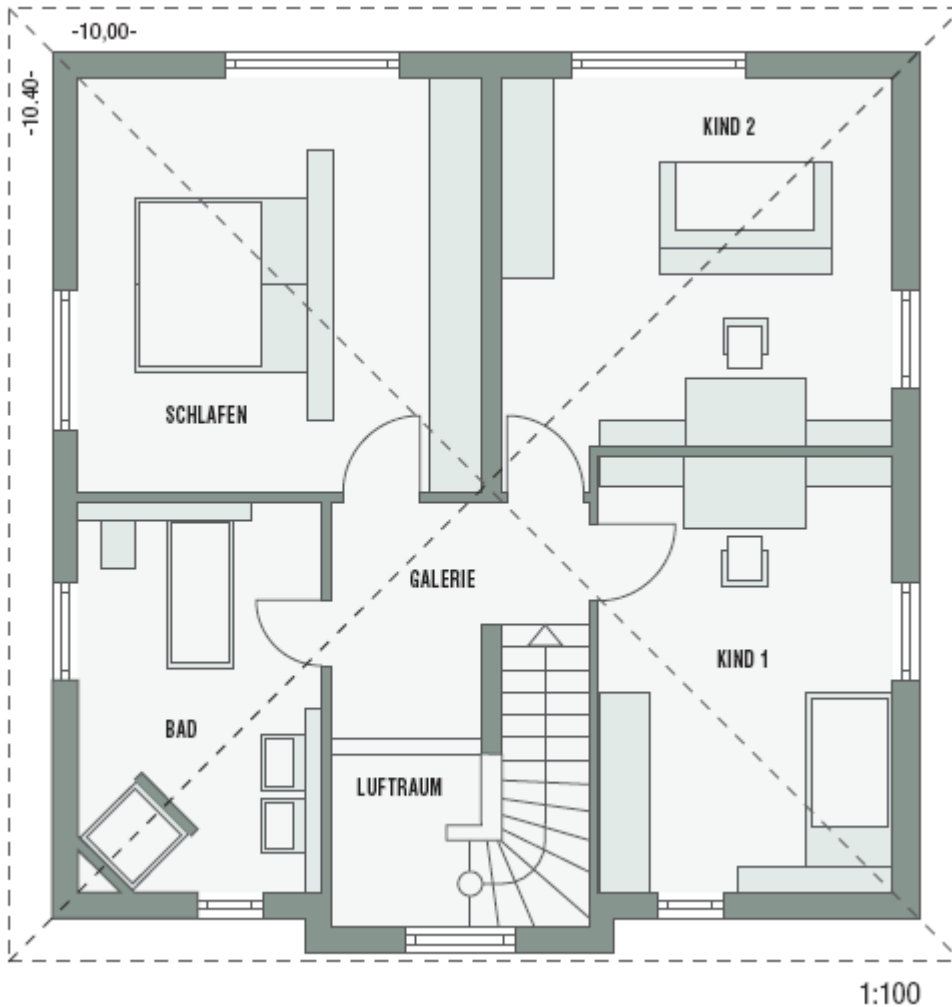 -10,00-
-10.40-
KIND 2
SCHLAFEN
GALERIE
KIND 1
BAD
LUFTRAUM
1:100